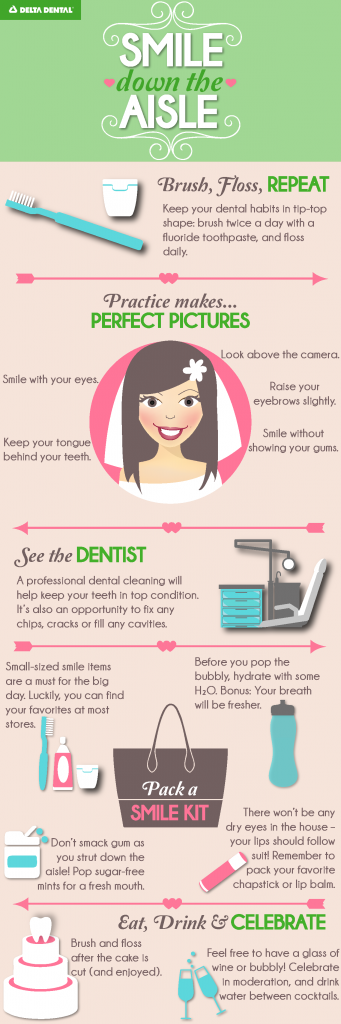 DELTA DENTAL
SMILE
down the
AISLE
Brush, Floss, REPEAT
Keep your dental habits in tip-top
shape: brush twice a day with a
fluoride toothpaste, and floss
daily.
Practice makes...
PERFECT PICTURES
Look above the camera.
Smile with your eyes.
Raise your
eyebrows slightly.
Keep your tongue
behind your teeth.
Smile without
showing your gums.
See the DENTIST
A professional dental cleaning will
help keep your teeth in top condition.
It's also an opportunity to fix any
chips, cracks or fill any cavities.
Small-sized smile items
are a must for the big
day. Luckily, you can find
your favorites at most
stores.
Before you pop the
bubbly, hydrate with some
H₂O. Bonus: Your breath
will be fresher.
Pack a
SMILE KIT
Don't smack gum as
you strut down the
aisle! Pop sugar-free
mints for a fresh mouth.
There won't be any
dry eyes in the house –
your lips should follow
suit! Remember to
pack your favorite
chapstick or lip balm.
Eat, Drink & CELEBRATE
Brush and floss
after the cake is
cut (and enjoyed).
Feel free to have a glass of
wine or bubbly! Celebrate
in moderation, and drink
water between cocktails.